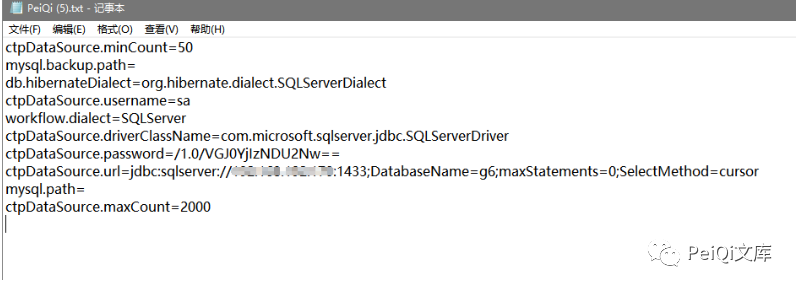 PeiQi (5).txt - 记事本
文件(F) 编辑(E) 格式(O) 查看(V) 帮助(H)
ctpDataSource.minCount=50
mysql.backup.path=
db.hibernateDialect=org.hibernate.dialect.SQLServerDialect
ctpDataSource.username=sa
workflow.dialect=SQLServer
ctpDataSource.driverClassName=com.microsoft.sqlserver.jdbc.SQLServerDriver
ctpDataSource.password=/1.0/VGJ0YjIzNDU2Nw==
ctpDataSource.url=jdbc:sqlserver://:1433;DatabaseName=g6;maxStatements=0;SelectMethod=cursor
mysql.path=
ctpDataSource.maxCount=2000
PeiQi文库